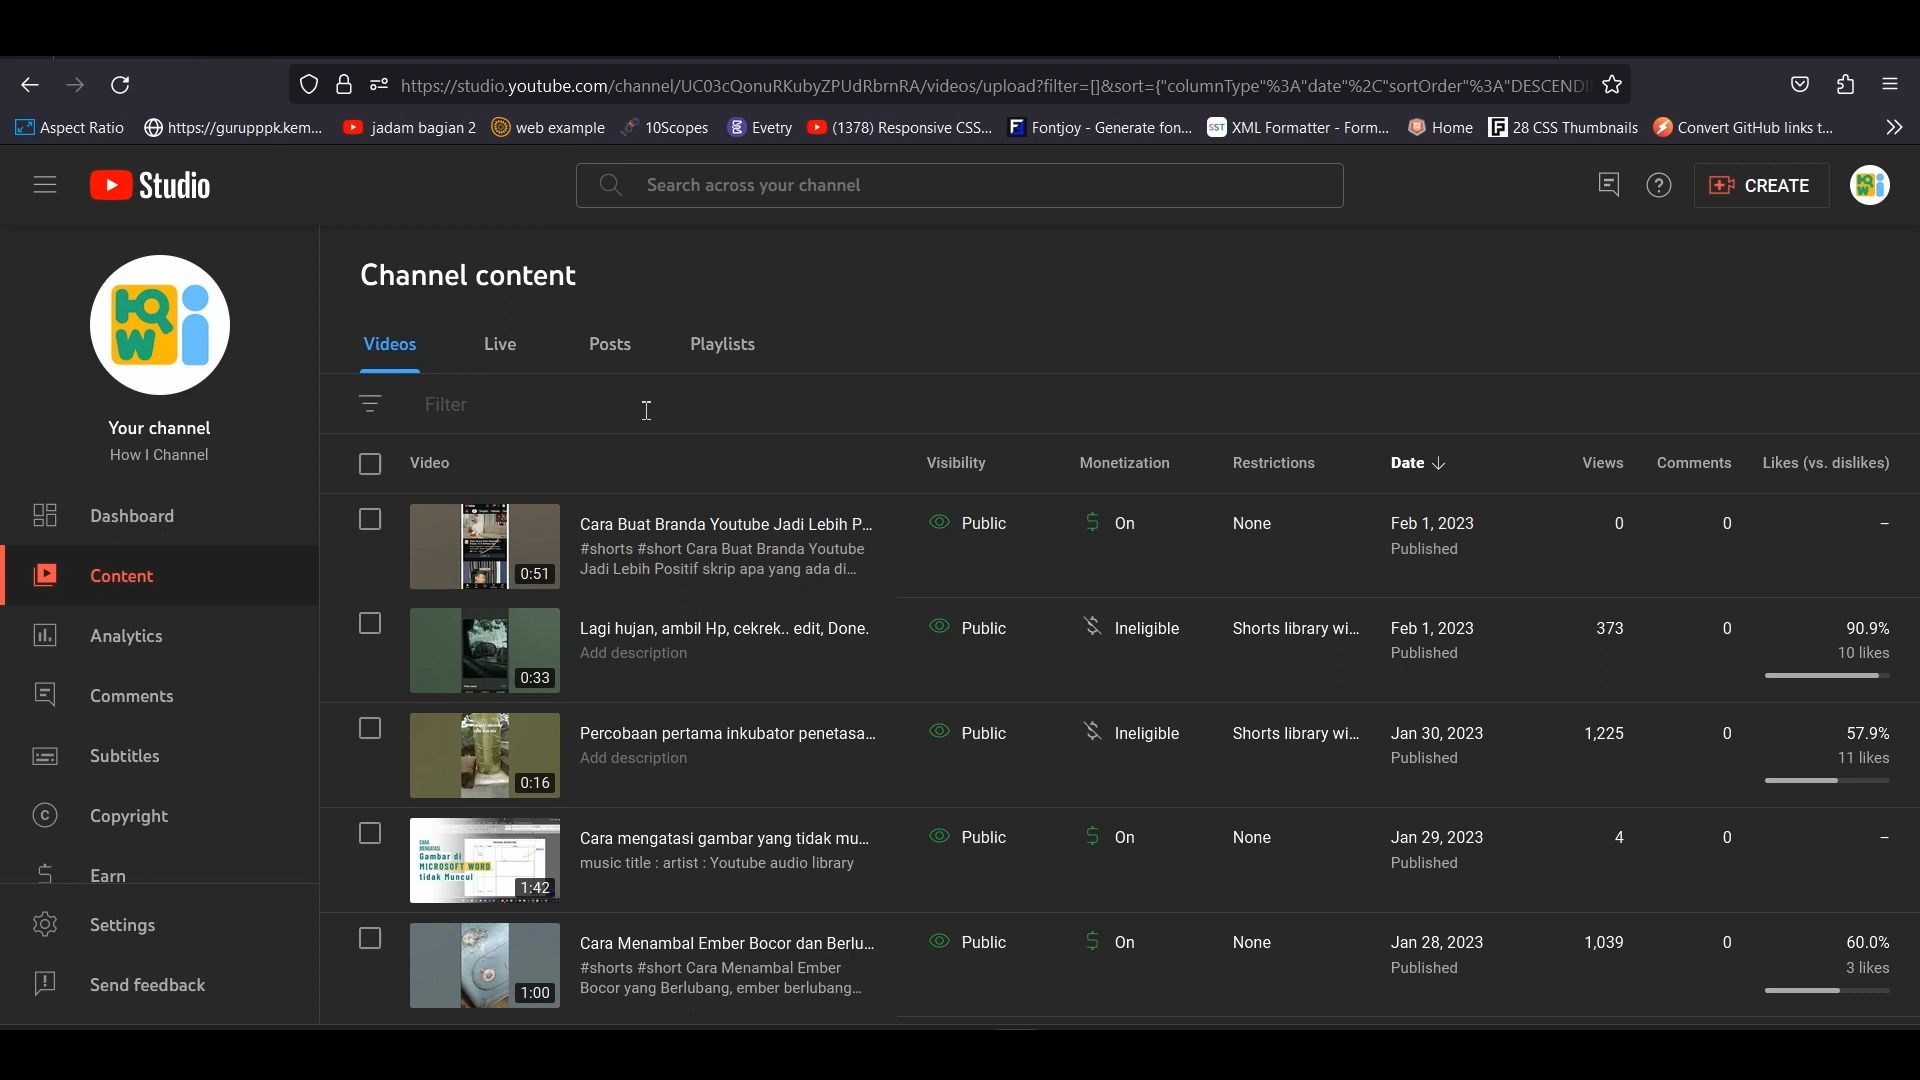 https://studio.youtube.com/channel/UC03cQonuRKubyZPUdRbrnRA/videos/upload?filter=[]&sort={"columnType"%3A"date"%2C"sortOrder"%3A"DESCENDI
Aspect Ratio
https://gurupppk.kem...
jadam bagian 2
web example
10Scopes
Evetry
(1378) Responsive CSS...
Fontjoy - Generate fon...
XML Formatter - Form...
Home
28 CSS Thumbnails
Convert GitHub links t...
Studio
Search across your channel
CREATE
Your channel
How I Channel
Dashboard
Content
Analytics
Comments
Subtitles
Copyright
Earn
Settings
Send feedback
Channel content
Videos Live Posts Playlists
Filter
Video Visibility Monetization Restrictions Date Views Comments Likes (vs. dislikes)
0:51
Cara Buat Branda Youtube Jadi Lebih P... Public On None Feb 1, 2023 0 0 –
#shorts #short Cara Buat Branda Youtube Published
Jadi Lebih Positif skrip apa yang ada di...
0:33
Lagi hujan, ambil Hp, cekrek.. edit, Done. Public Ineligible Shorts library wi... Feb 1, 2023 373 0 90.9%
Add description Published 10 likes
0:16
Percobaan pertama inkubator penetasa... Public Ineligible Shorts library wi... Jan 30, 2023 1,225 0 57.9%
Add description Published 11 likes
CARA
MENGATASI
Gambar di
MICROSOFT WORD
tidak Muncul
1:42
Cara mengatasi gambar yang tidak mu... Public On None Jan 29, 2023 4 0 –
music title : artist : Youtube audio library Published
1:00
Cara Menambal Ember Bocor dan Berlu... Public On None Jan 28, 2023 1,039 0 60.0%
#shorts #short Cara Menambal Ember Published 3 likes
Bocor yang Berlubang, ember berlubang...